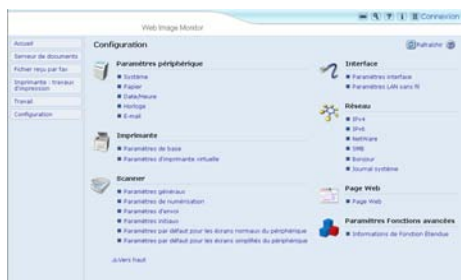 Connexion
Web Image Monitor
Accueil
Serveur de documents
Fichier reçu par fax
Imprimante : travaux d'impression
Travail
Configuration
Configuration
Rafraîchir
Paramètres périphérique
Système
Papier
Date/Heure
Horloge
E-mail
Imprimante
Paramètres de base
Paramètres d'imprimante virtuelle
Scanner
Paramètres généraux
Paramètres de numérisation
Paramètres d'envoi
Paramètres initiaux
Paramètres par défaut pour les écrans normaux du périphérique
Paramètres par défaut pour les écrans simplifiés du périphérique
Vers haut
Interface
Paramètres interface
Paramètres LAN sans fil
Réseau
IPv4
IPv6
NetWare
SMB
Bonjour
Journal système
Page Web
Page Web
Paramètres Fonctions avancées
Informations de Fonction Étendue